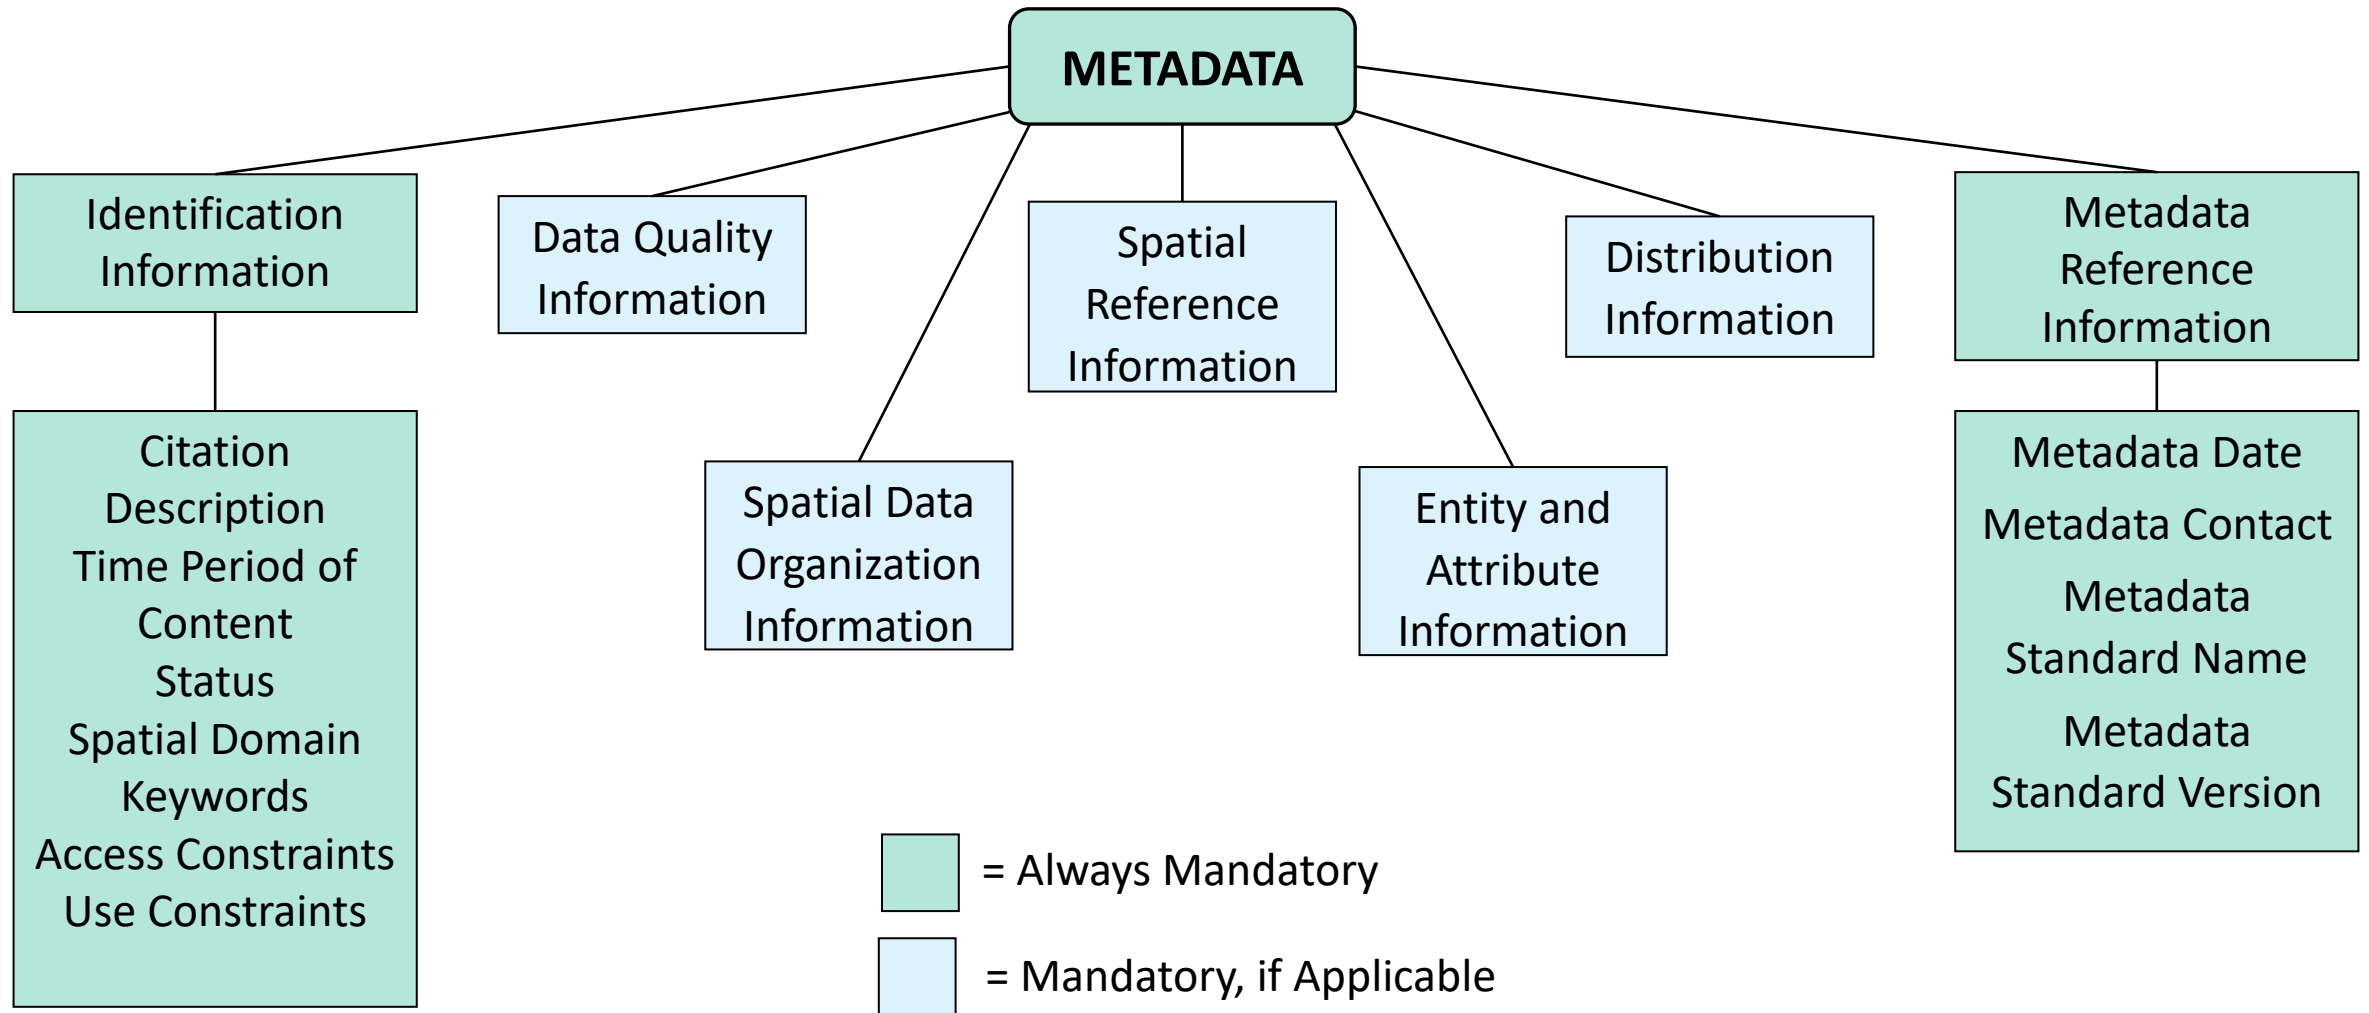 METADATA
Identification
Information
Data Quality
Information
Spatial
Reference
Information
Distribution
Information
Metadata
Reference
Information
Citation
Description
Time Period of
Content
Status
Spatial Domain
Keywords
Access Constraints
Use Constraints
Spatial Data
Organization
Information
Entity and
Attribute
Information
Metadata Date
Metadata Contact
Metadata
Standard Name
Metadata
Standard Version
= Always Mandatory
= Mandatory, if Applicable